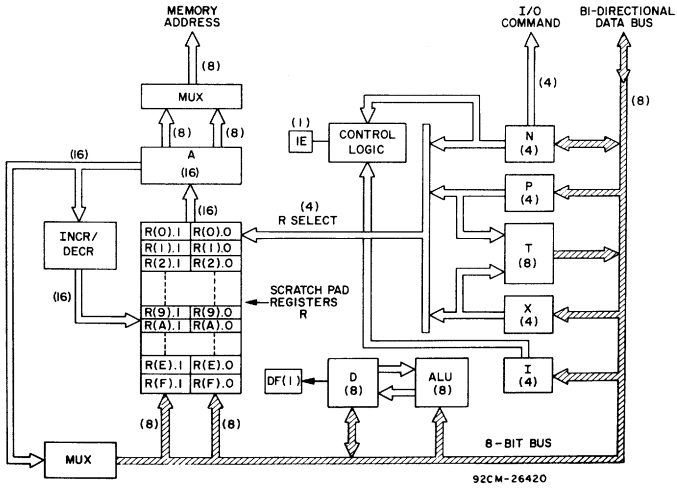 MEMORY
ADDRESS
I/O
COMMAND
BI-DIRECTIONAL
DATA BUS
(8)
(4)
(8)
MUX
(8)
(8)
(1)
IE
CONTROL
LOGIC
N
(4)
(16)
A
(16)
P
(4)
(16)
(4)
R SELECT
INCR/
DECR
R(0).1 R(0).0
R(1).1 R(1).0
R(2).1 R(2).0
T
(8)
(16)
SCRATCH PAD
REGISTERS
R
R(9).1 R(9).0
R(A).1 R(A).0
X
(4)
R(E).1 R(E).0
R(F).1 R(F).0
DF(1)
D
(8)
ALU
(8)
I
(4)
(8)
(8)
MUX
8-BIT BUS
92CM-26420